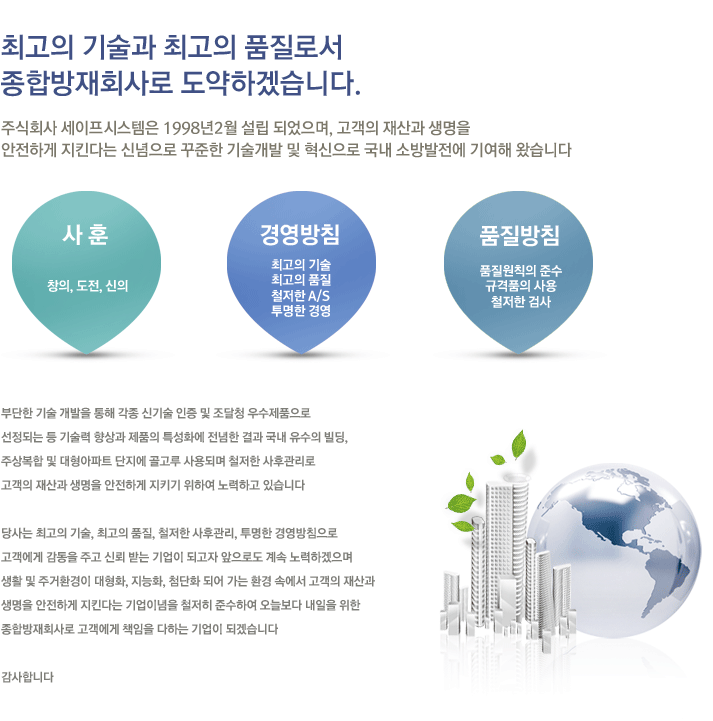 최고의 기술과 최고의 품질로서
종합방재회사로 도약하겠습니다.
주식회사 세이프시스템은 1998년2월 설립 되었으며, 고객의 재산과 생명을
안전하게 지킨다는 신념으로 꾸준한 기술개발 및 혁신으로 국내 소방발전에 기여해 왔습니다
사 훈
창의, 도전, 신의
경영방침
최고의 기술
최고의 품질
철저한 A/S
투명한 경영
품질방침
품질원칙의 준수
규격품의 사용
철저한 검사
부단한 기술 개발을 통해 각종 신기술 인증 및 조달청 우수제품으로
선정되는 등 기술력 향상과 제품의 특성화에 전념한 결과 국내 유수의 빌딩,
주상복합 및 대형아파트 단지에 골고루 사용되며 철저한 사후관리로
고객의 재산과 생명을 안전하게 지키기 위하여 노력하고 있습니다
당사는 최고의 기술, 최고의 품질, 철저한 사후관리, 투명한 경영방침으로
고객에게 감동을 주고 신뢰 받는 기업이 되고자 앞으로도 계속 노력하겠으며
생활 및 주거환경이 대형화, 지능화, 첨단화 되어 가는 환경 속에서 고객의 재산과
생명을 안전하게 지킨다는 기업이념을 철저히 준수하여 오늘보다 내일을 위한
종합방재회사로 고객에게 책임을 다하는 기업이 되겠습니다
감사합니다